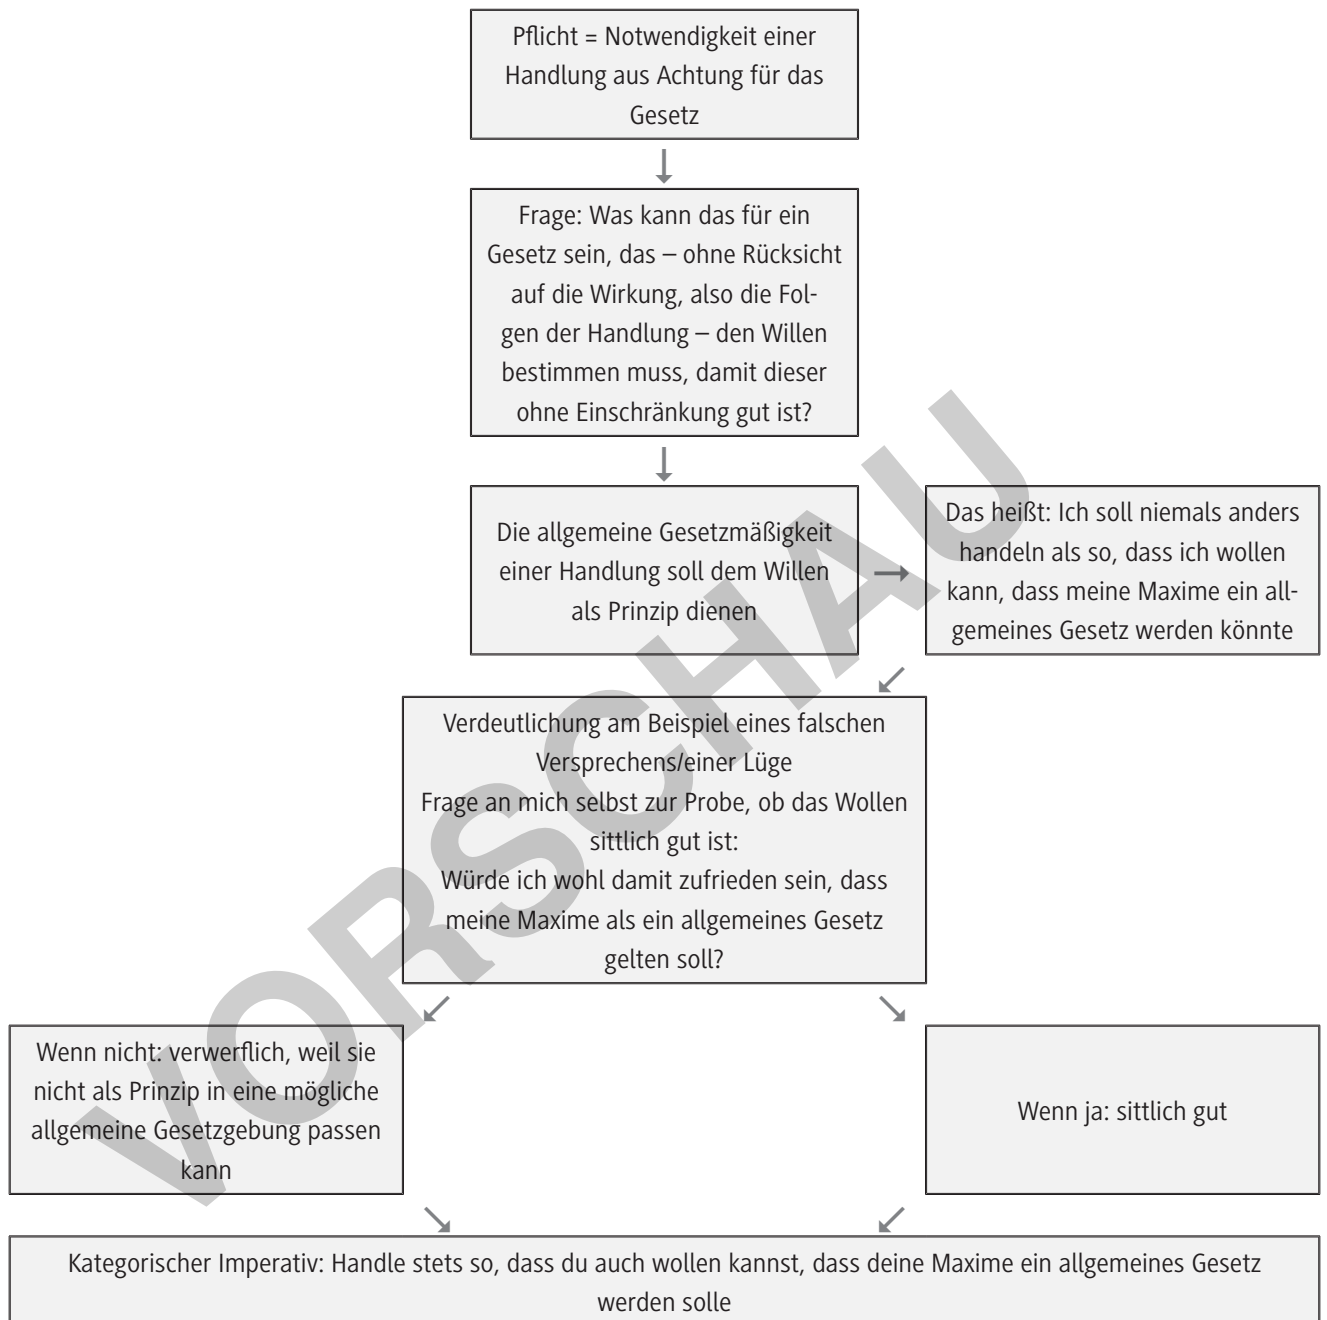 Pflicht = Notwendigkeit einer
Handlung aus Achtung für das
Gesetz
Frage: Was kann das für ein
Gesetz sein, das – ohne Rücksicht
auf die Wirkung, also die Fol-
gen der Handlung – den Willen
bestimmen muss, damit dieser
ohne Einschränkung gut ist?
Die allgemeine Gesetzmäßigkeit
einer Handlung soll dem Willen
als Prinzip dienen
Das heißt: Ich soll niemals anders
handeln als so, dass ich wollen
kann, dass meine Maxime ein all-
gemeines Gesetz werden könnte
Verdeutlichung am Beispiel eines falschen
Versprechens/einer Lüge
Frage an mich selbst zur Probe, ob das Wollen
sittlich gut ist:
Würde ich wohl damit zufrieden sein, dass
meine Maxime als ein allgemeines Gesetz
gelten soll?
Wenn nicht: verwerflich, weil sie
nicht als Prinzip in eine mögliche
allgemeine Gesetzgebung passen
kann
Wenn ja: sittlich gut
Kategorischer Imperativ: Handle stets so, dass du auch wollen kannst, dass deine Maxime ein allgemeines Gesetz
werden solle
VORSCHAU